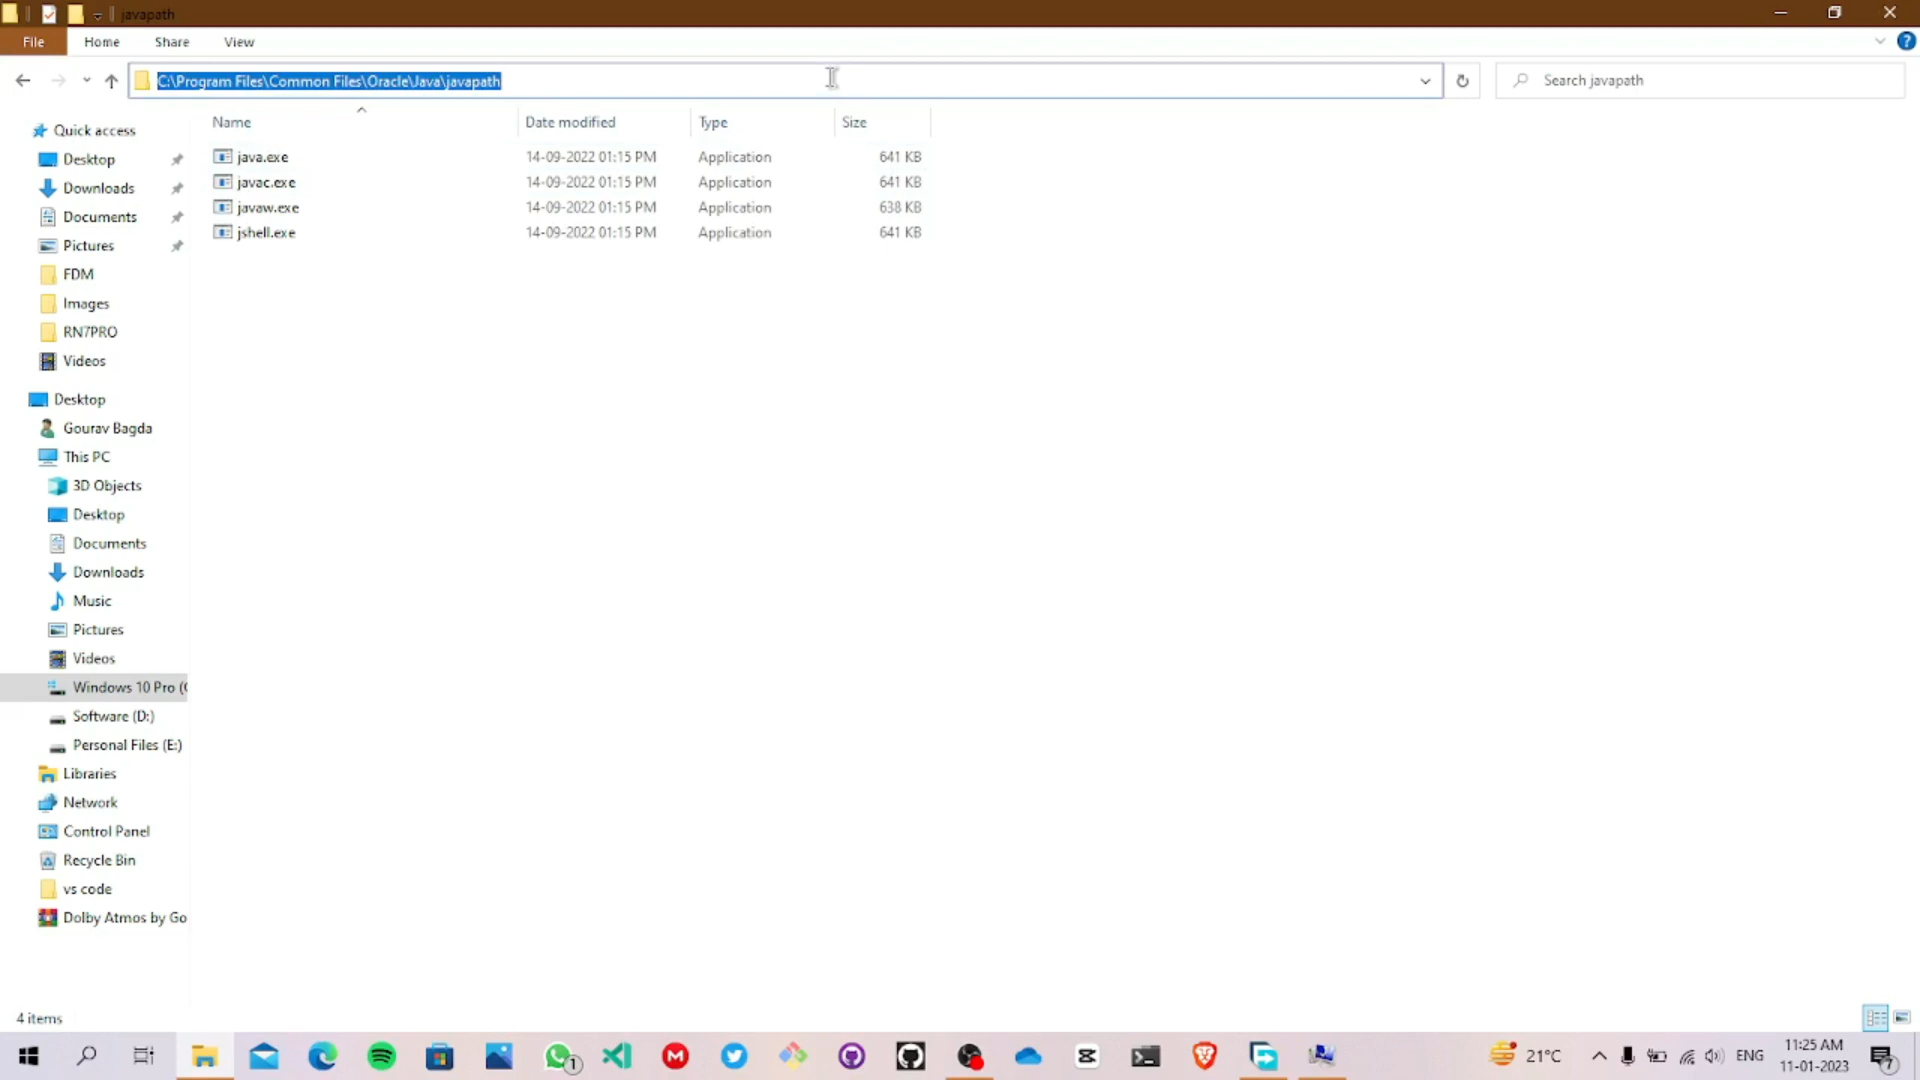 javapath
File Home Share View
C:\Program Files\Common Files\Oracle\Java\javapath
Search javapath
Name Date modified Type Size
java.exe 14-09-2022 01:15 PM Application 641 KB
javac.exe 14-09-2022 01:15 PM Application 641 KB
javaw.exe 14-09-2022 01:15 PM Application 638 KB
jshell.exe 14-09-2022 01:15 PM Application 641 KB
Quick access
Desktop
Downloads
Documents
Pictures
FDM
Images
RN7PRO
Videos
Desktop
Gourav Bagda
This PC
3D Objects
Desktop
Documents
Downloads
Music
Pictures
Videos
Windows 10 Pro (
Software (D:)
Personal Files (E:)
Libraries
Network
Control Panel
Recycle Bin
vs code
Dolby Atmos by Go
4 items
1
21°C
ENG
11:25 AM
11-01-2023
7